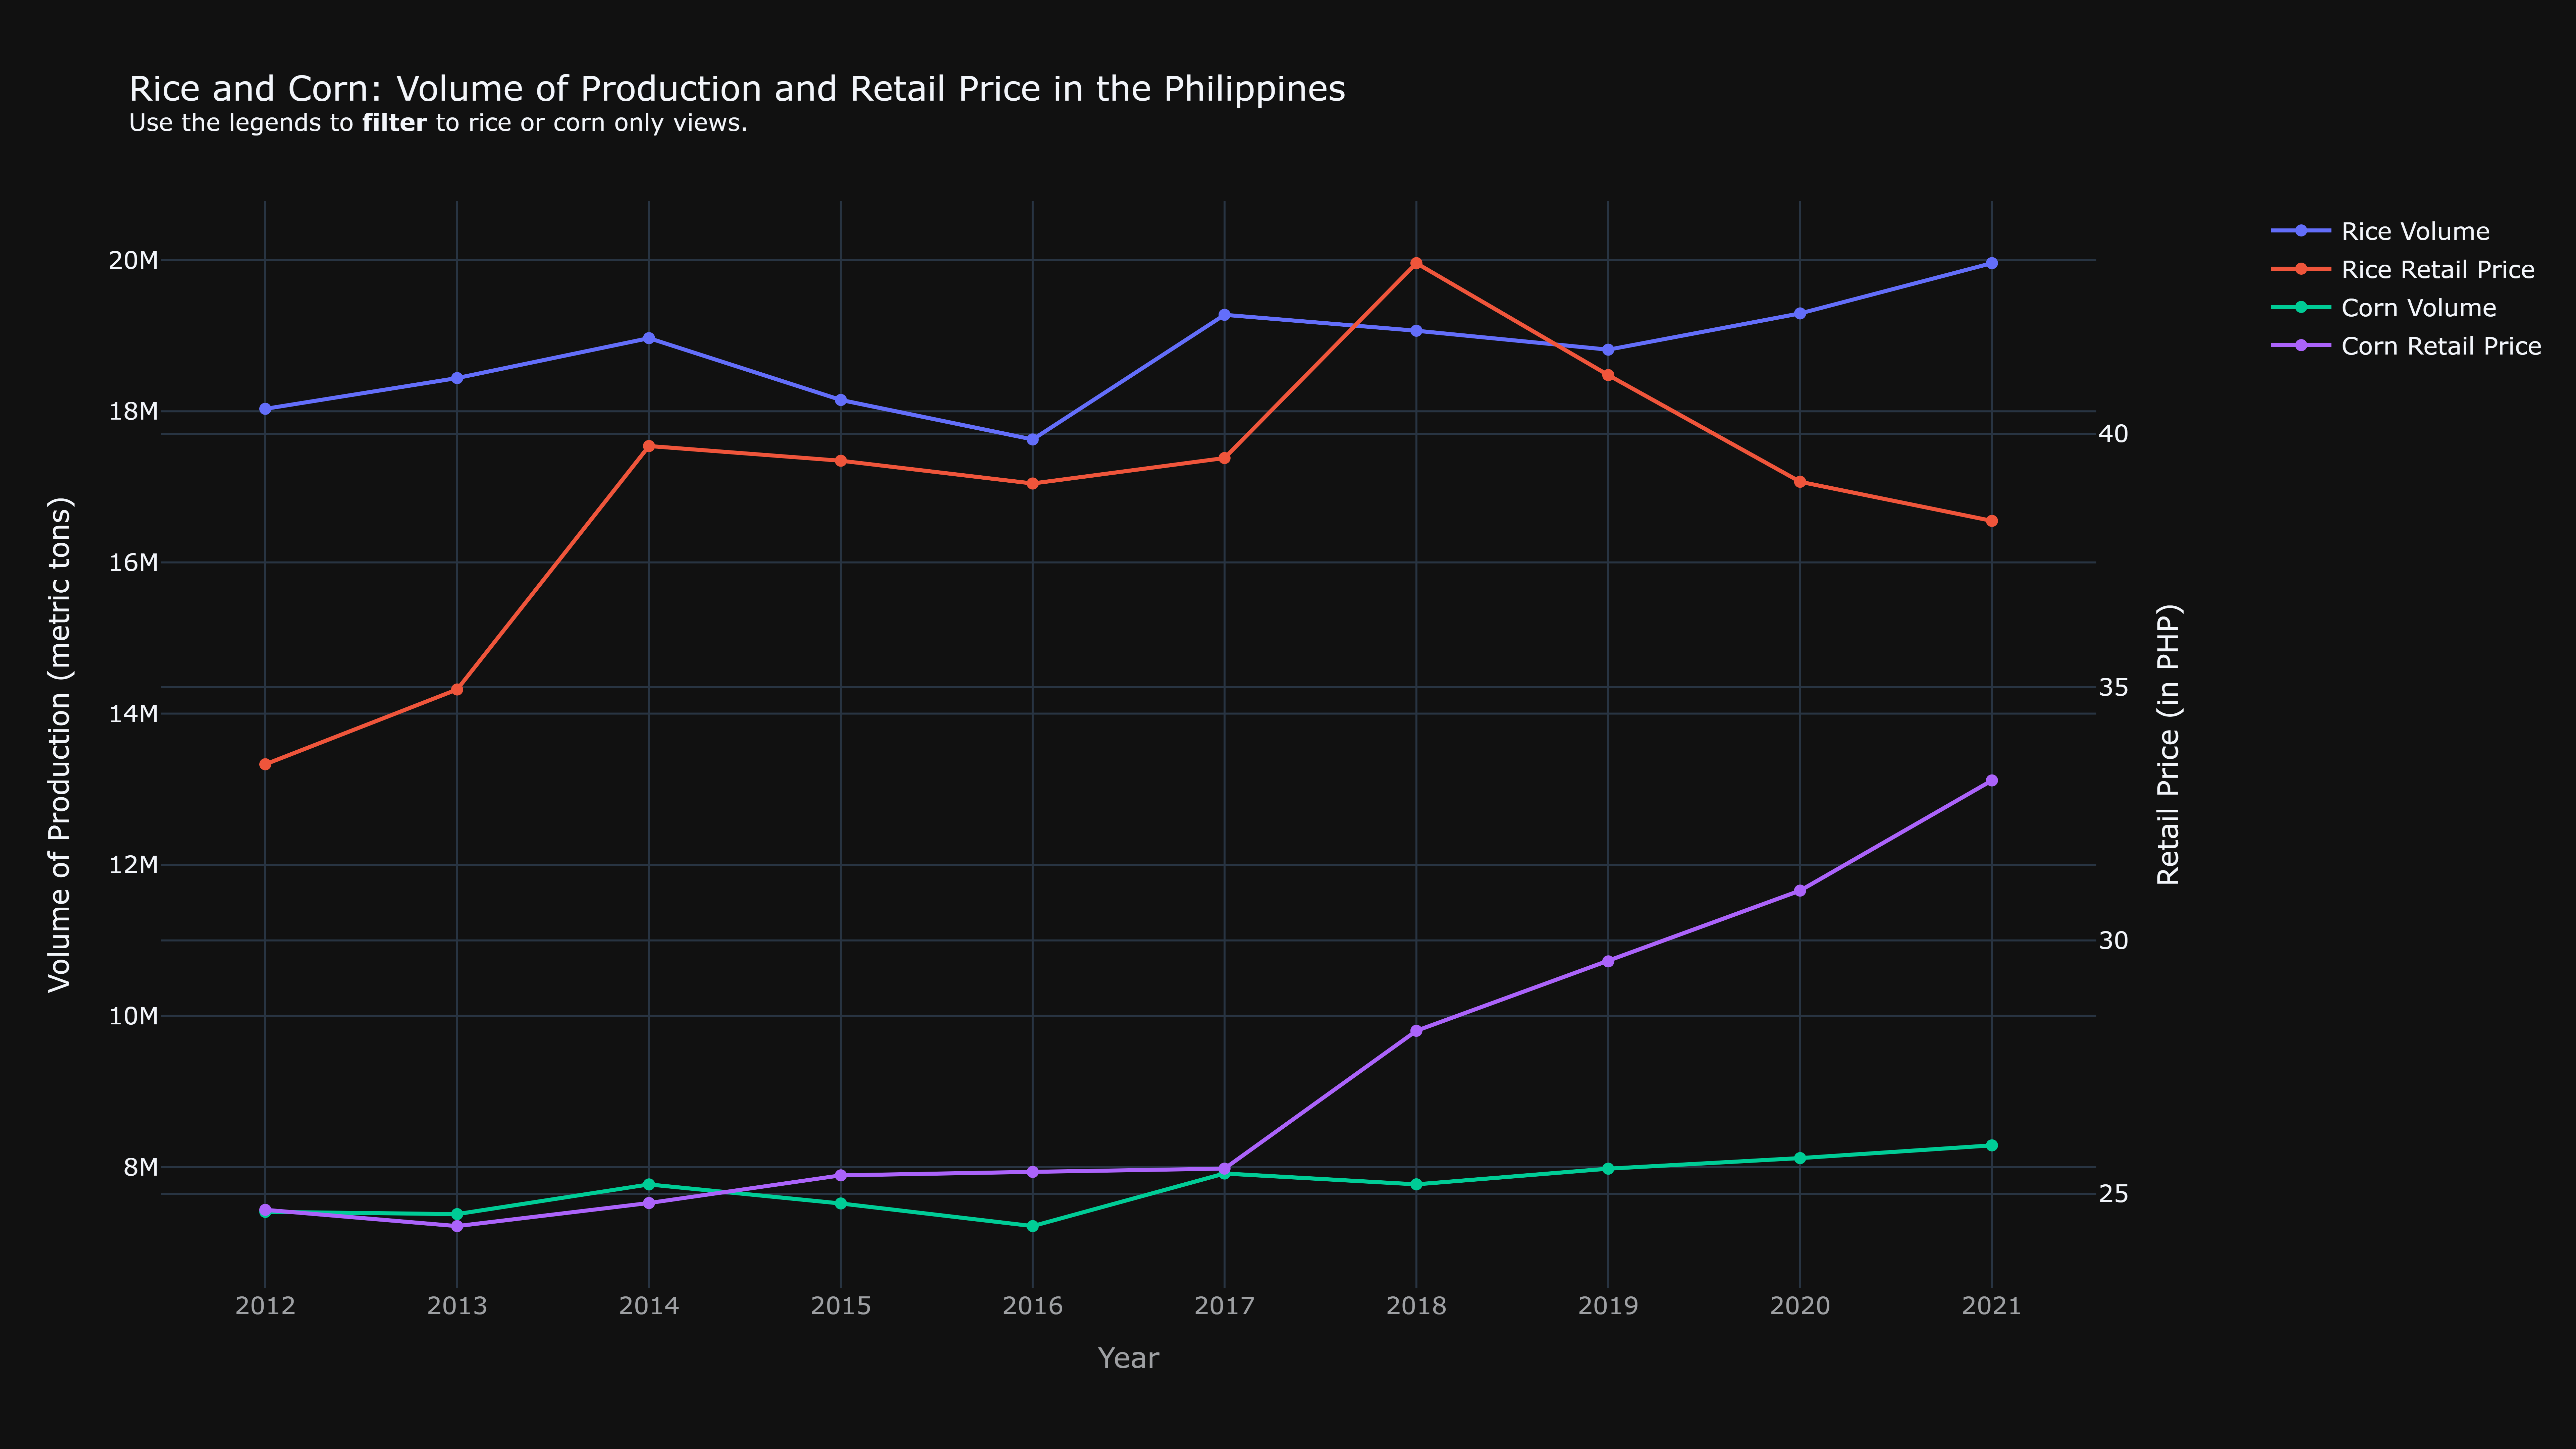 Rice and Corn: Volume of Production and Retail Price in the Philippines
Use the legends to filter to rice or corn only views.
Rice Volume
Rice Retail Price
Corn Volume
Corn Retail Price
Volume of Production (metric tons)
20M
18M
16M
14M
12M
10M
8M
40
35
30
25
Retail Price (in PHP)
2012 2013 2014 2015 2016 2017 2018 2019 2020 2021
Year